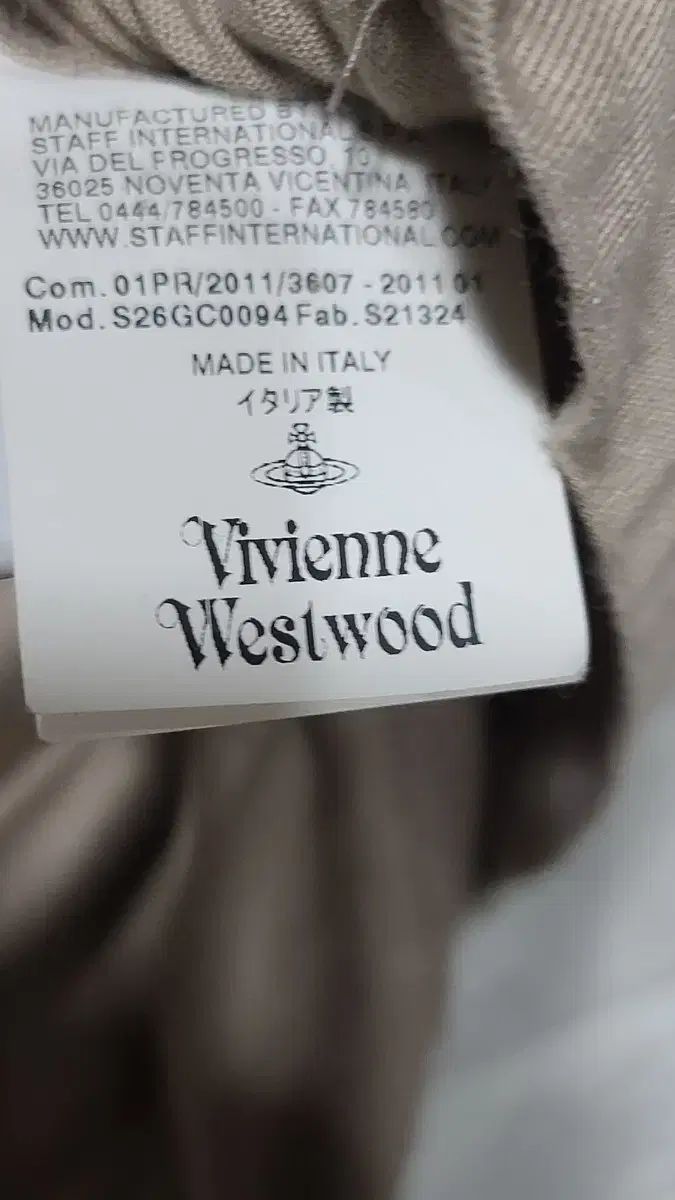 MANUFACTURED BY
STAFF INTERNATIONAL
VIA DEL PROGRESSO, 10
36025 NOVENTA VICENTINA ITALY
TEL 0444/784500 - FAX 784580
WWW.STAFFINTERNATIONAL.COM
Com. 01PR/2011/3607 - 2011 01
Mod. S26GC0094 Fab. S21324
MADE IN ITALY
イタリア製
Vivienne
Westwood